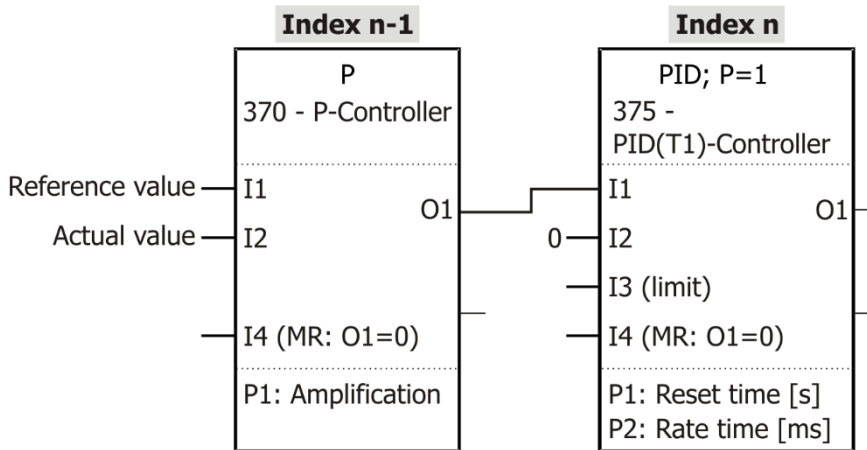 Index n-1
P
370 - P-Controller
Reference value
I1
O1
Actual value
I2
I4 (MR: O1=0)
P1: Amplification
Index n
PID; P=1
375 -
PID(T1)-Controller
I1
O1
0
I2
I3 (limit)
I4 (MR: O1=0)
P1: Reset time [s]
P2: Rate time [ms]